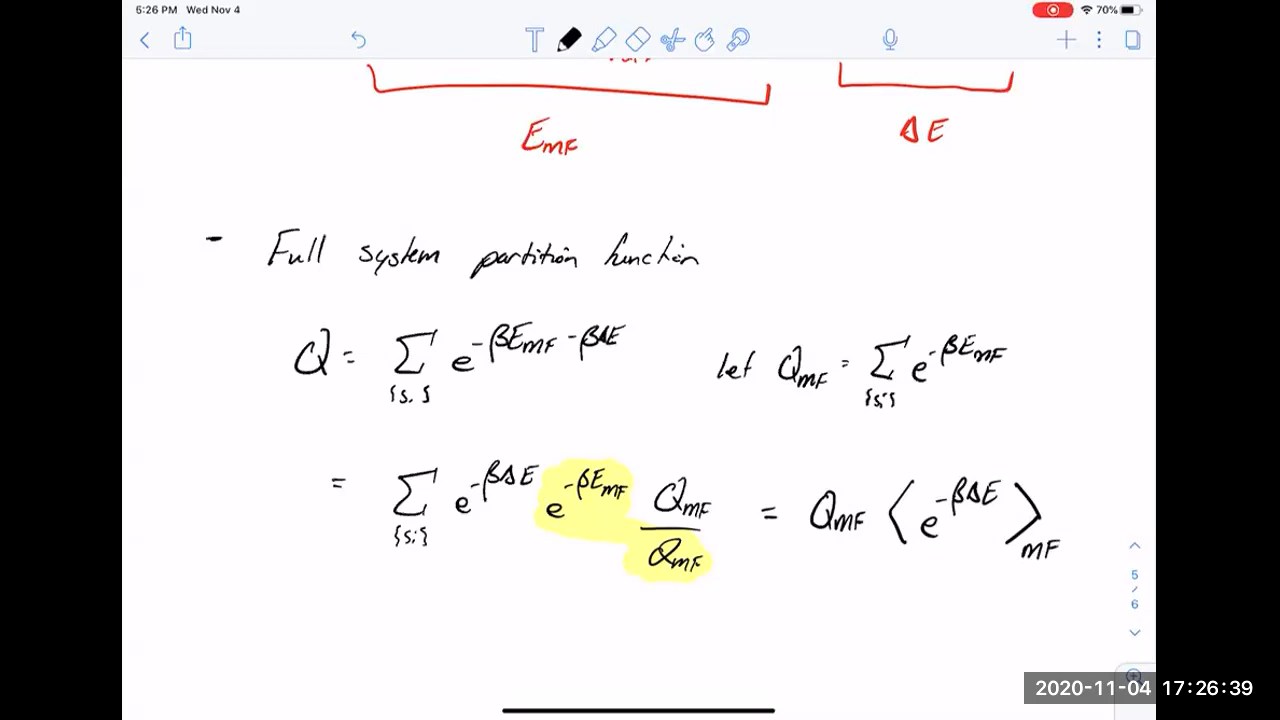 5:26 PM Wed Nov 4
70%
E_MF
ΔE
- Full system partition function
Q = Σ_{s_i} e^{-βE_MF - βΔE} let Q_MF = Σ_{s_i} e^{-βE_MF}
= Σ_{s_i} e^{-βΔE} e^{-βE_MF} Q_MF / Q_MF = Q_MF ⟨e^{-βΔE}⟩_MF
5
/
6
2020-11-04 17:26:39